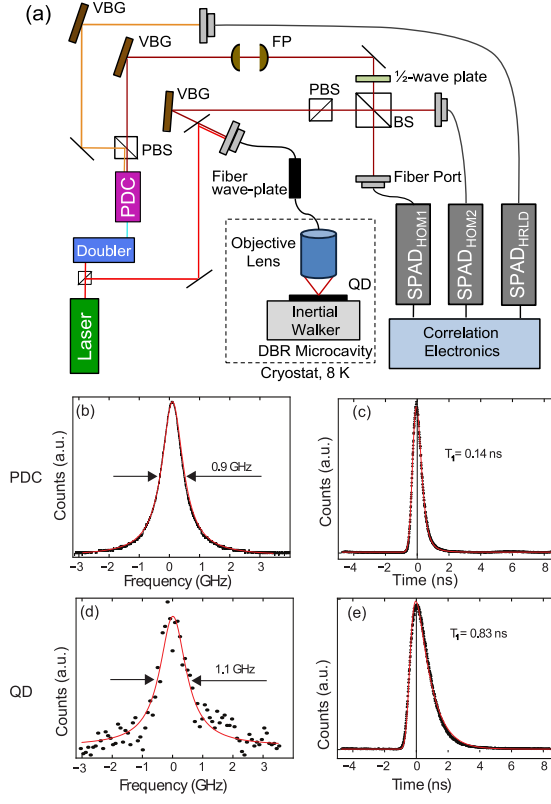 (a)
VBG
VBG
FP
½-wave plate
VBG
PBS
BS
PBS
PDC
Fiber
wave-plate
Fiber Port
Doubler
Objective
Lens
QD
Inertial
Walker
DBR Microcavity
Cryostat, 8 K
Laser
SPAD_HOM1
SPAD_HOM2
SPAD_HRLD
Correlation
Electronics
PDC
(b)
0.9 GHz
Counts (a.u.)
−3 −2 −1 0 1 2 3
Frequency (GHz)
(c)
T₁= 0.14 ns
Counts (a.u.)
−4 −2 0 2 4 6 8
Time (ns)
QD
(d)
1.1 GHz
Counts (a.u.)
−3 −2 −1 0 1 2 3
Frequency (GHz)
(e)
T₁= 0.83 ns
Counts (a.u.)
−4 −2 0 2 4 6 8
Time (ns)